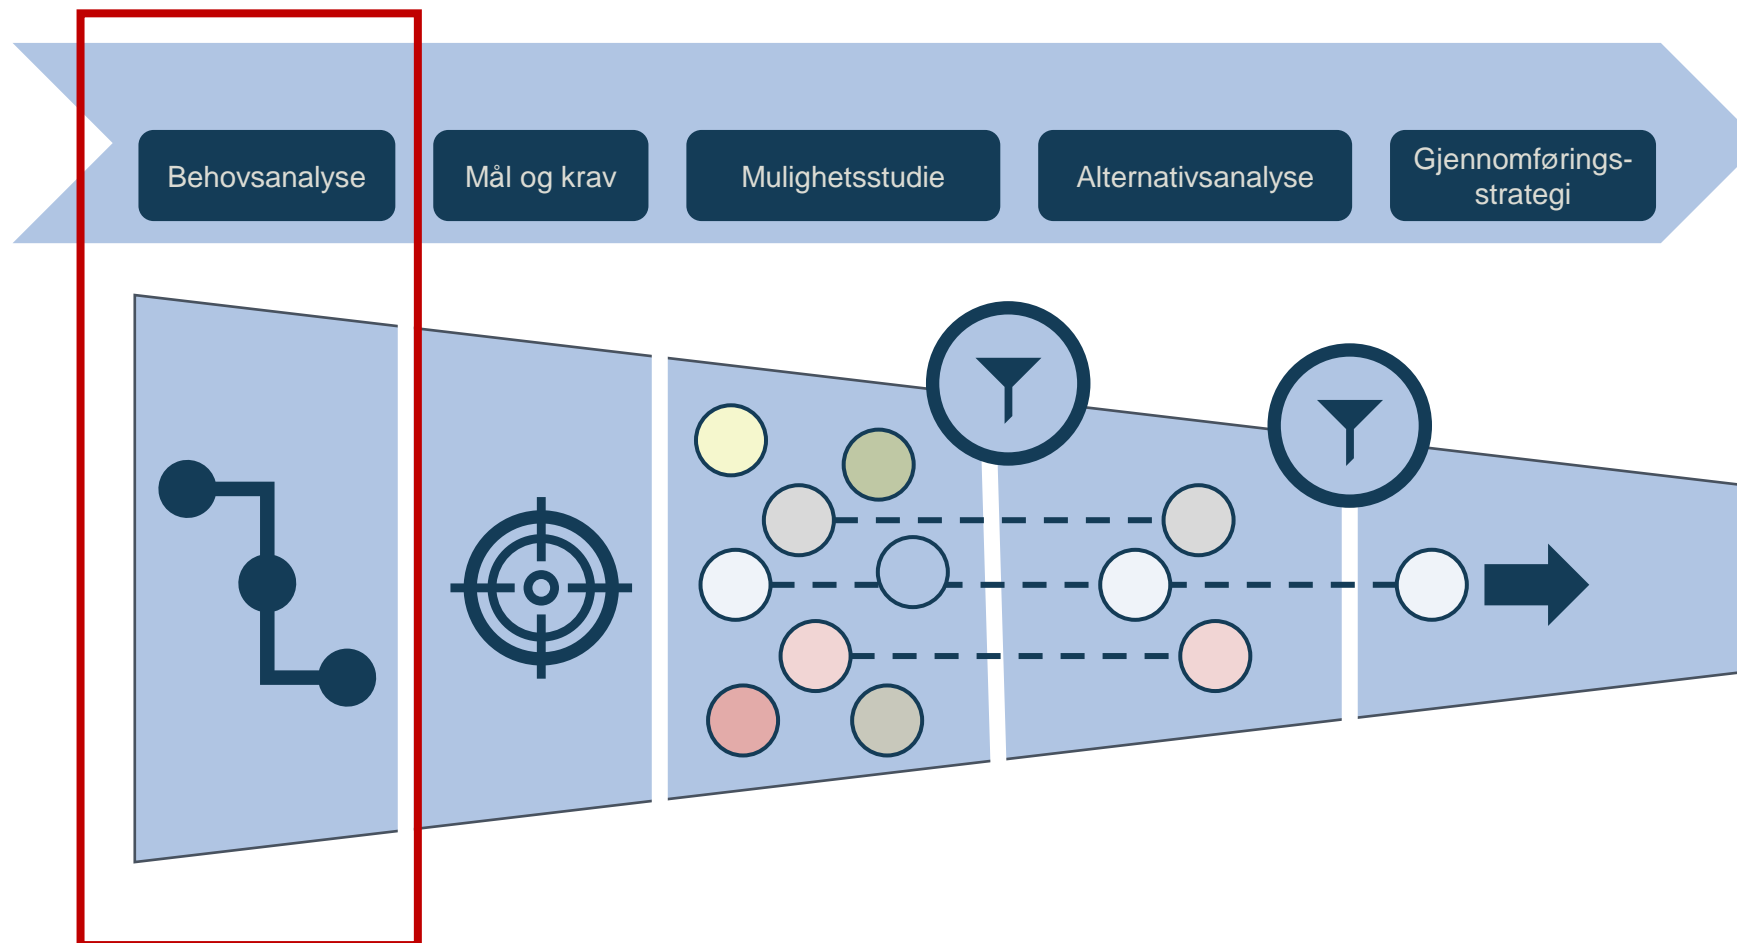 Behovsanalyse
Mål og krav
Mulighetsstudie
Alternativsanalyse
Gjennomførings-
strategi